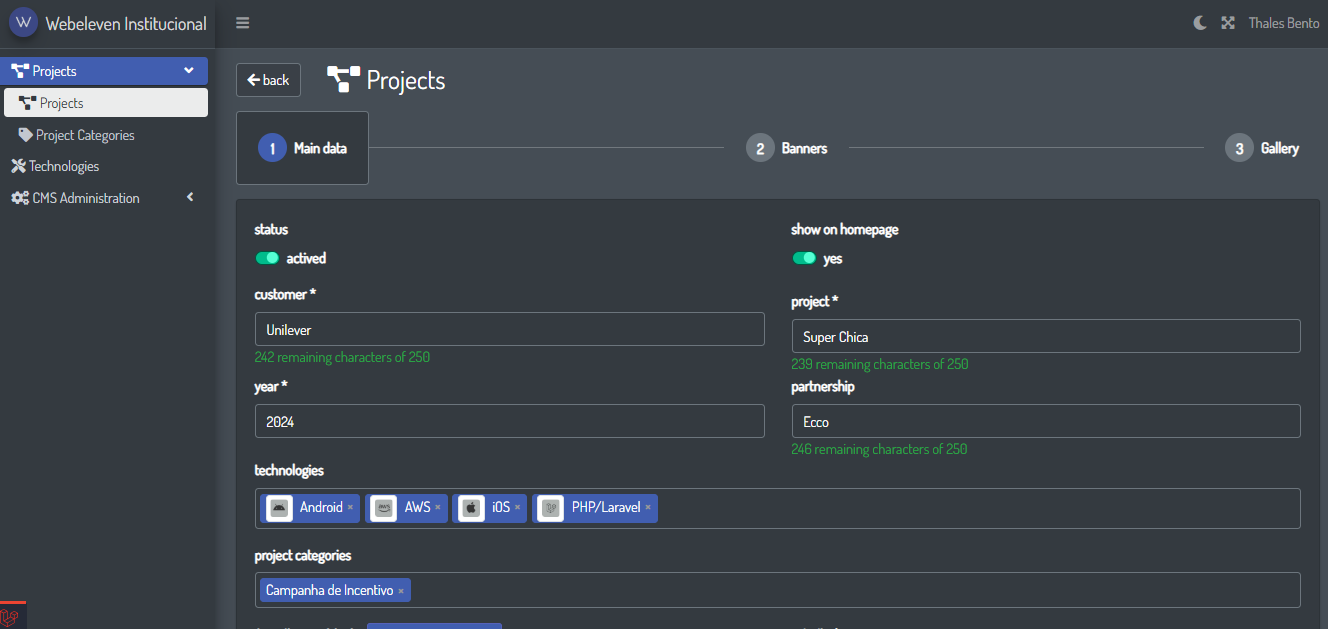 W Webeleven Institucional
Thales Bento
Projects
Projects
Project Categories
Technologies
CMS Administration
back
Projects
1 Main data
2 Banners
3 Gallery
status
actived
show on homepage
yes
customer *
Unilever
242 remaining characters of 250
project *
Super Chica
239 remaining characters of 250
year *
2024
partnership
Ecco
246 remaining characters of 250
technologies
Android × AWS × iOS × PHP/Laravel ×
project categories
Campanha de Incentivo ×